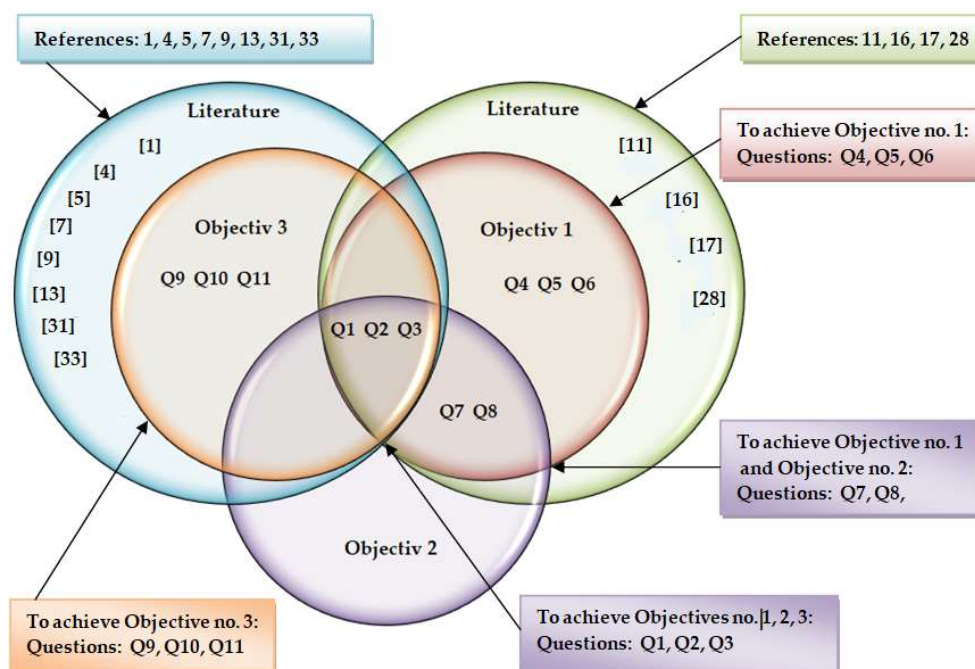 References: 1, 4, 5, 7, 9, 13, 31, 33
References: 11, 16, 17, 28
Literature
Literature
[1]
[4]
[5]
[7]
[9]
[13]
[31]
[33]
[11]
[16]
[17]
[28]
To achieve Objective no. 1:
Questions: Q4, Q5, Q6
Objectiv 3
Q9 Q10 Q11
Objectiv 1
Q4 Q5 Q6
Q1 Q2 Q3
Q7 Q8
Objectiv 2
To achieve Objective no. 1
and Objective no. 2:
Questions: Q7, Q8,
To achieve Objective no. 3:
Questions: Q9, Q10, Q11
To achieve Objectives no. 1, 2, 3:
Questions: Q1, Q2, Q3